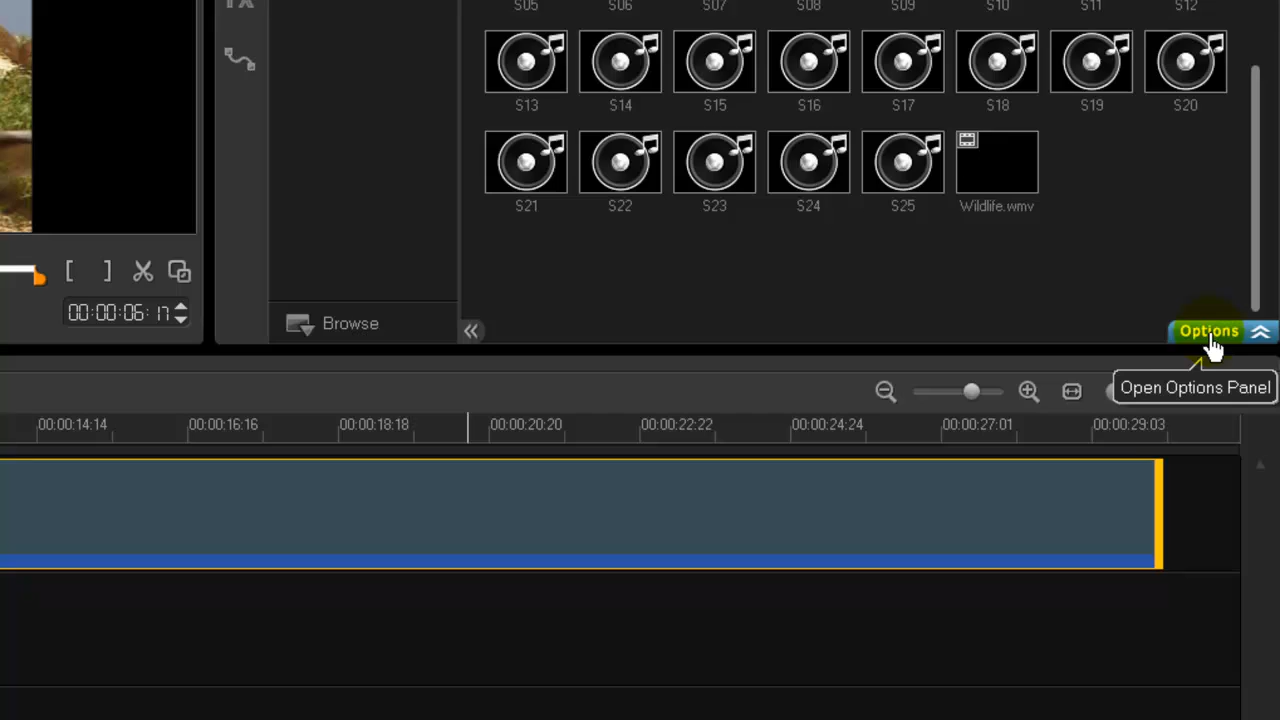 S05 S06 S07 S08 S09 S10 S11 S12
S13 S14 S15 S16 S17 S18 S19 S20
S21 S22 S23 S24 S25 Wildlife.wmv
00:00:06:17
Browse
Options
Open Options Panel
00:00:14:14 00:00:16:16 00:00:18:18 00:00:20:20 00:00:22:22 00:00:24:24 00:00:27:01 00:00:29:03